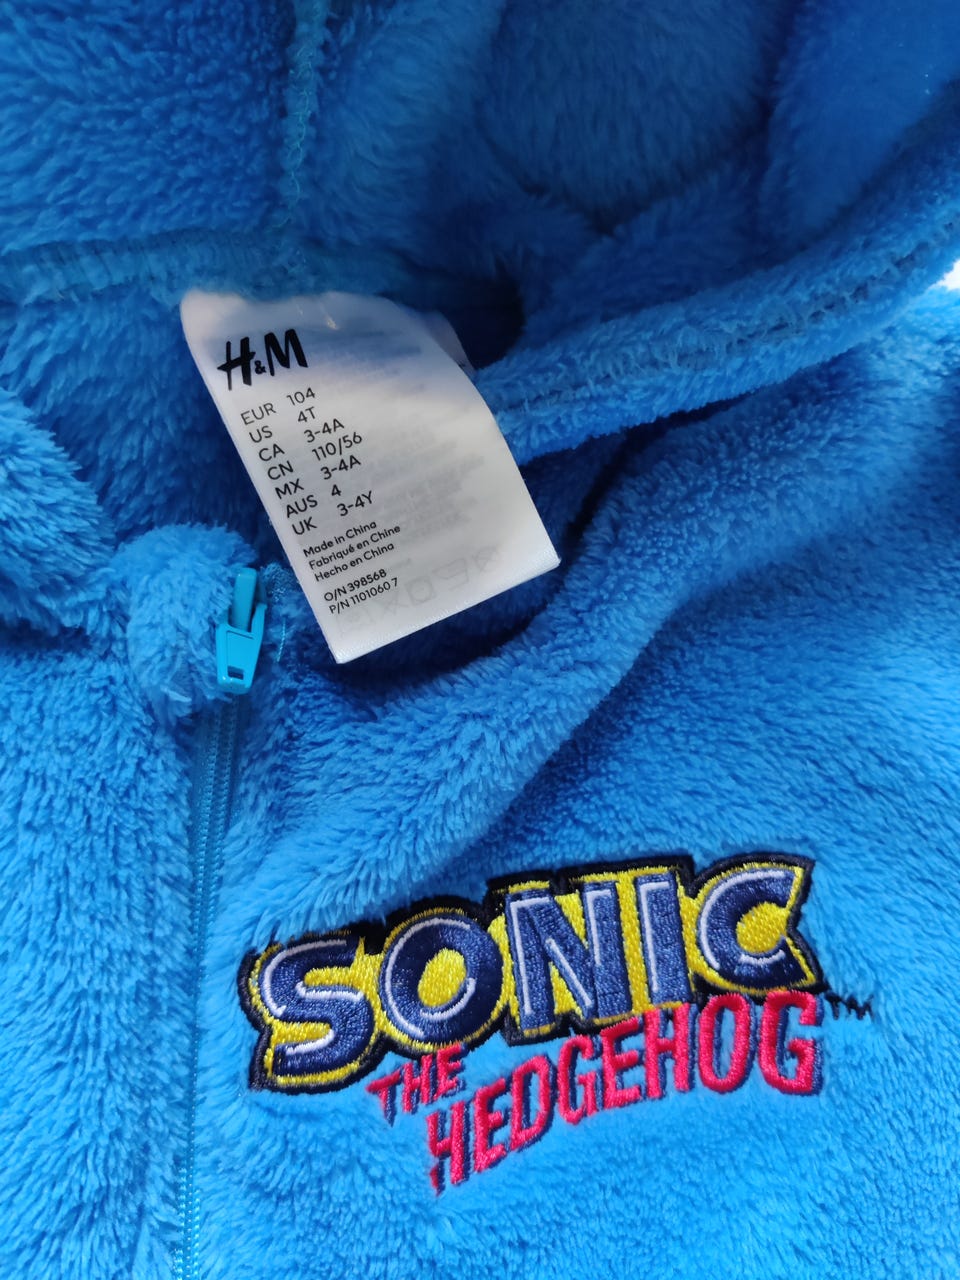 H&M
EUR 104
US 4T
CA 3-4A
CN 110/56
MX 3-4A
AUS 4
UK 3-4Y
Made in China
Fabriqué en Chine
Hecho en China
O/N 398568
P/N 1101060 7
SONIC
THE
HEDGEHOG™